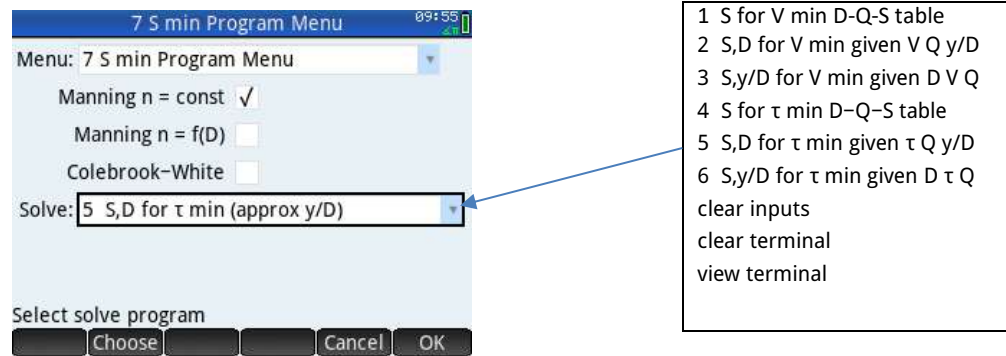 7 S min Program Menu
09:55
∡π
Menu: 7 S min Program Menu
Manning n = const √
Manning n = f(D)
Colebrook−White
Solve: 5 S,D for τ min (approx y/D)
Select solve program
Choose
Cancel
OK
1 S for V min D-Q-S table
2 S,D for V min given V Q y/D
3 S,y/D for V min given D V Q
4 S for τ min D−Q−S table
5 S,D for τ min given τ Q y/D
6 S,y/D for τ min given D τ Q
clear inputs
clear terminal
view terminal